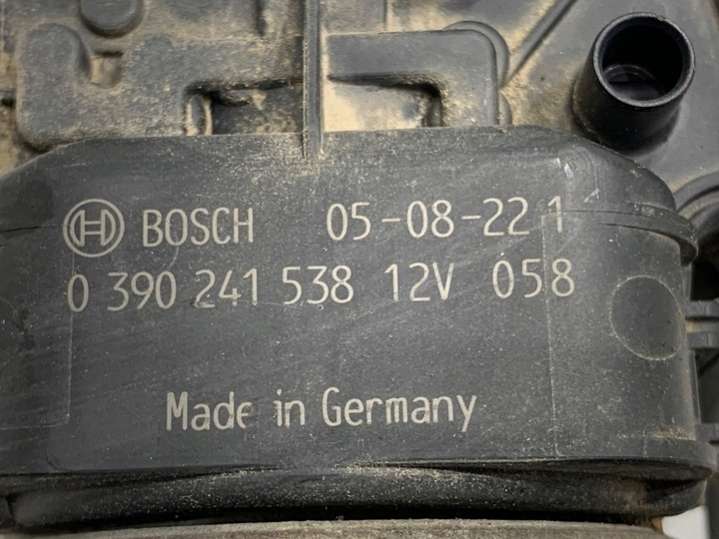 BOSCH 05-08-22 1
0 390 241 538 12V 058
Made in Germany